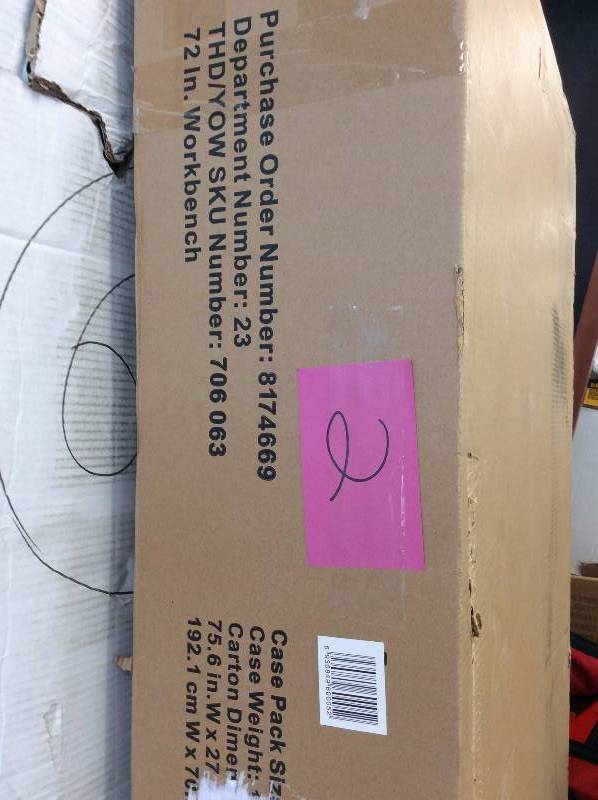 Purchase Order Number: 8174669
Department Number: 23
THD/YOW SKU Number: 706 063
72 In. Workbench
2
Case Pack Size
Case Weight:
Carton Dimen
75.6 in.W x 27
192.1 cm W x 70